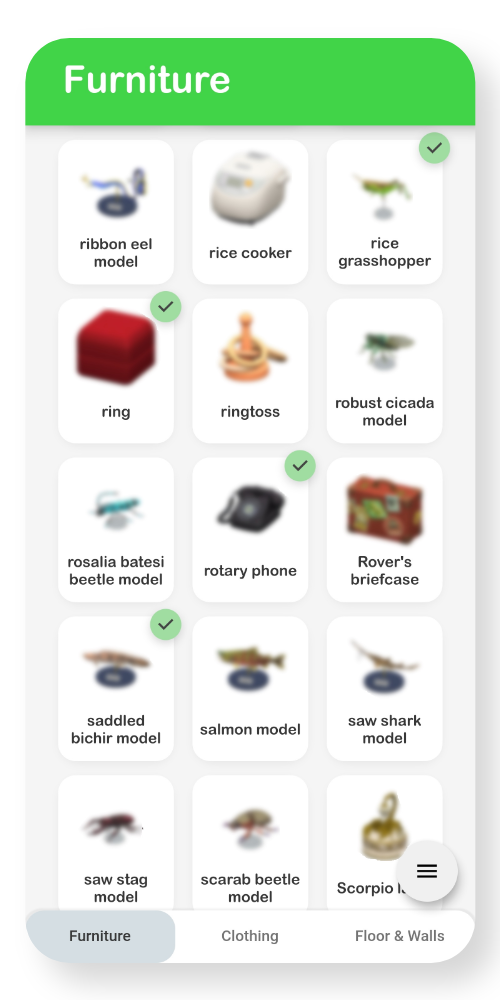 Furniture
ribbon eel
model
rice cooker
rice
grasshopper
ring
ringtoss
robust cicada
model
rosalia batesi
beetle model
rotary phone
Rover's
briefcase
saddled
bichir model
salmon model
saw shark
model
saw stag
model
scarab beetle
model
Scorpio
Furniture
Clothing
Floor & Walls